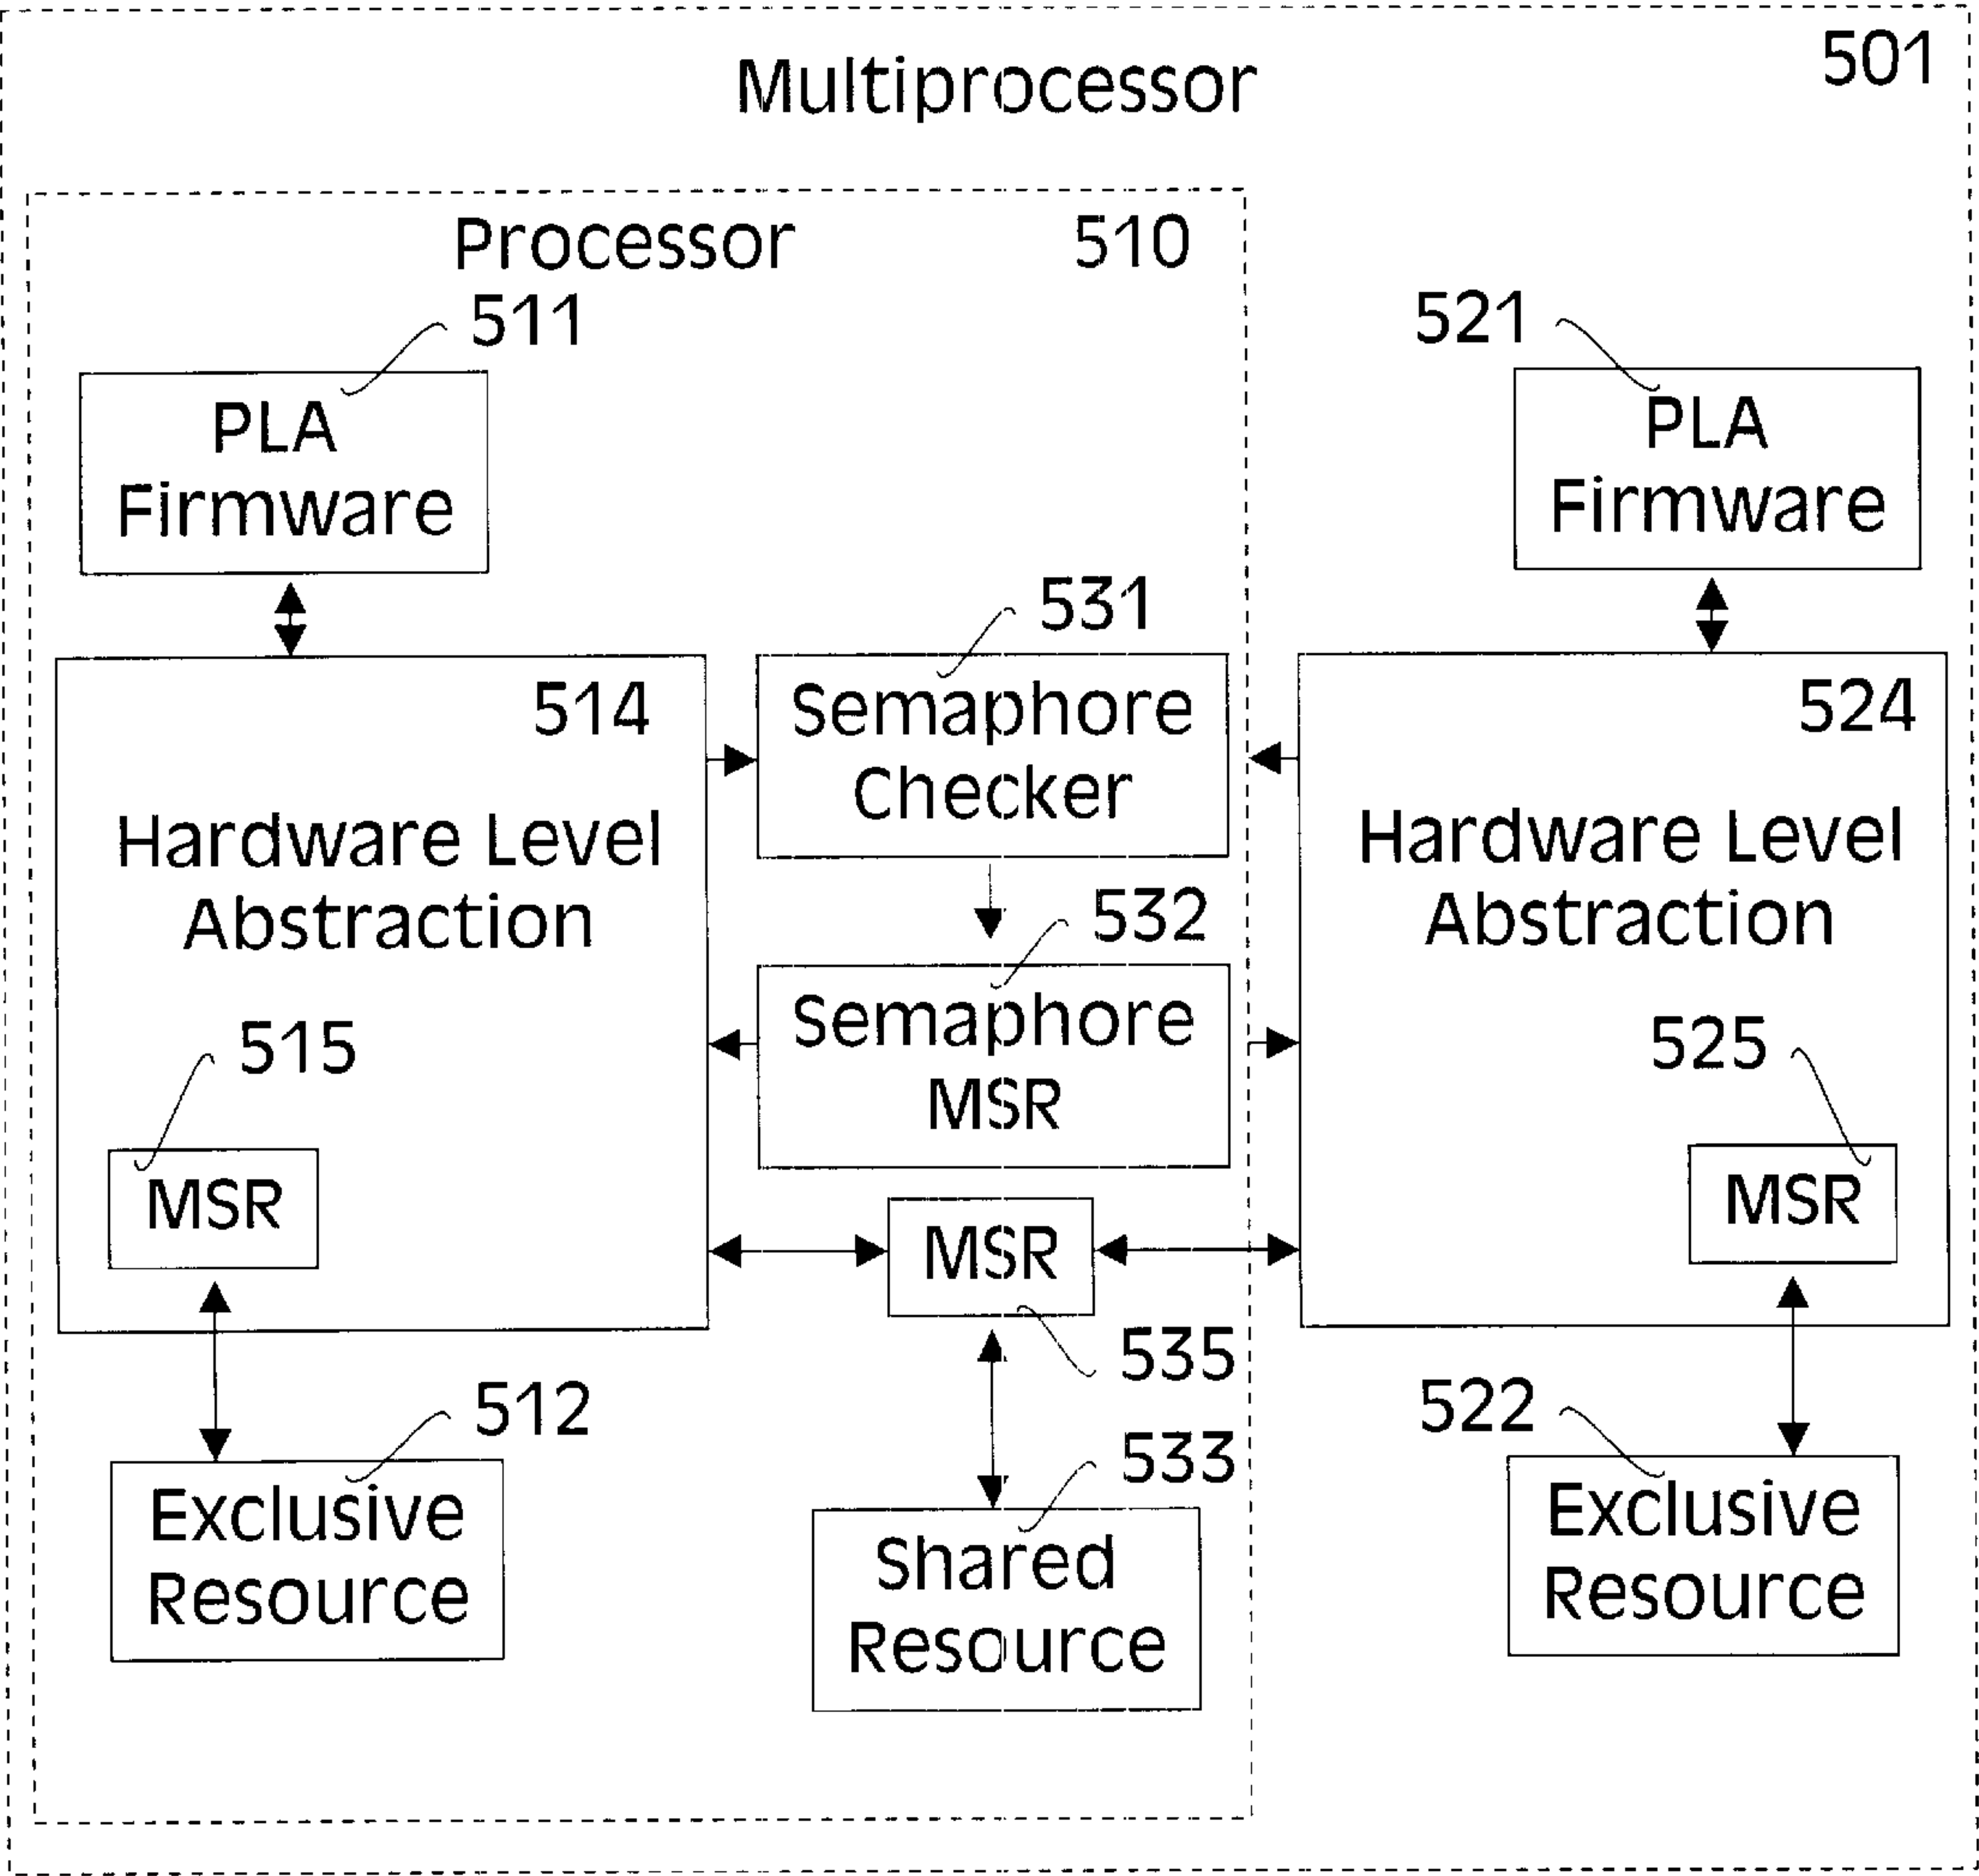 501
Multiprocessor
Processor
510
511
521
PLA
Firmware
PLA
Firmware
531
514
Semaphore
Checker
524
Hardware Level
Abstraction
Hardware Level
Abstraction
532
Semaphore
MSR
515
525
MSR
MSR
MSR
535
512
522
533
Exclusive
Resource
Shared
Resource
Exclusive
Resource